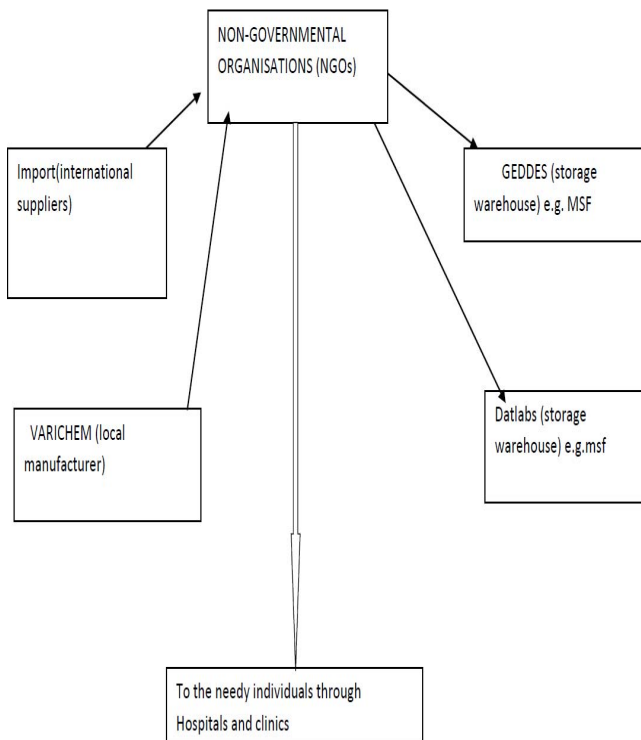 NON-GOVERNMENTAL
ORGANISATIONS (NGOs)
Import(international
suppliers)
GEDDES (storage
warehouse) e.g. MSF
VARICHEM (local
manufacturer)
Datlabs (storage
warehouse) e.g.msf
To the needy individuals through
Hospitals and clinics